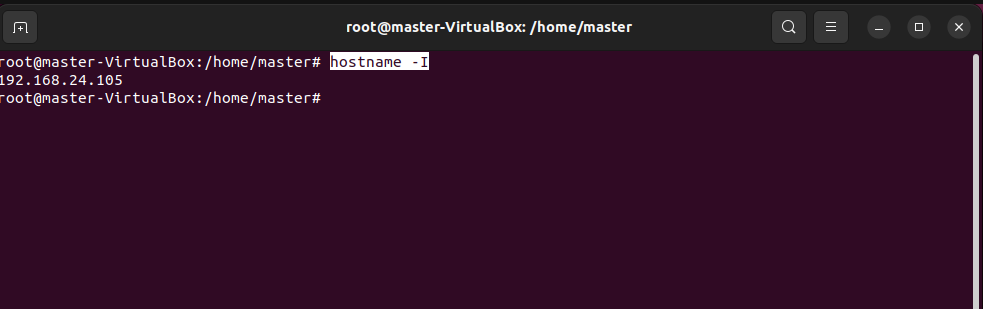 root@master-VirtualBox: /home/master
root@master-VirtualBox:/home/master# hostname -I
192.168.24.105
root@master-VirtualBox:/home/master#